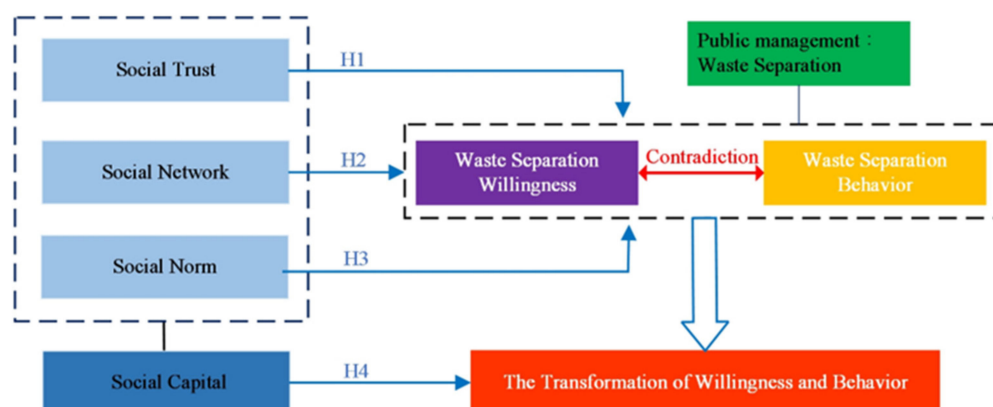 Social Trust
H1
Public management：
Waste Separation
Social Network
H2
Waste Separation
Willingness
Contradiction
Waste Separation
Behavior
Social Norm
H3
Social Capital
H4
The Transformation of Willingness and Behavior